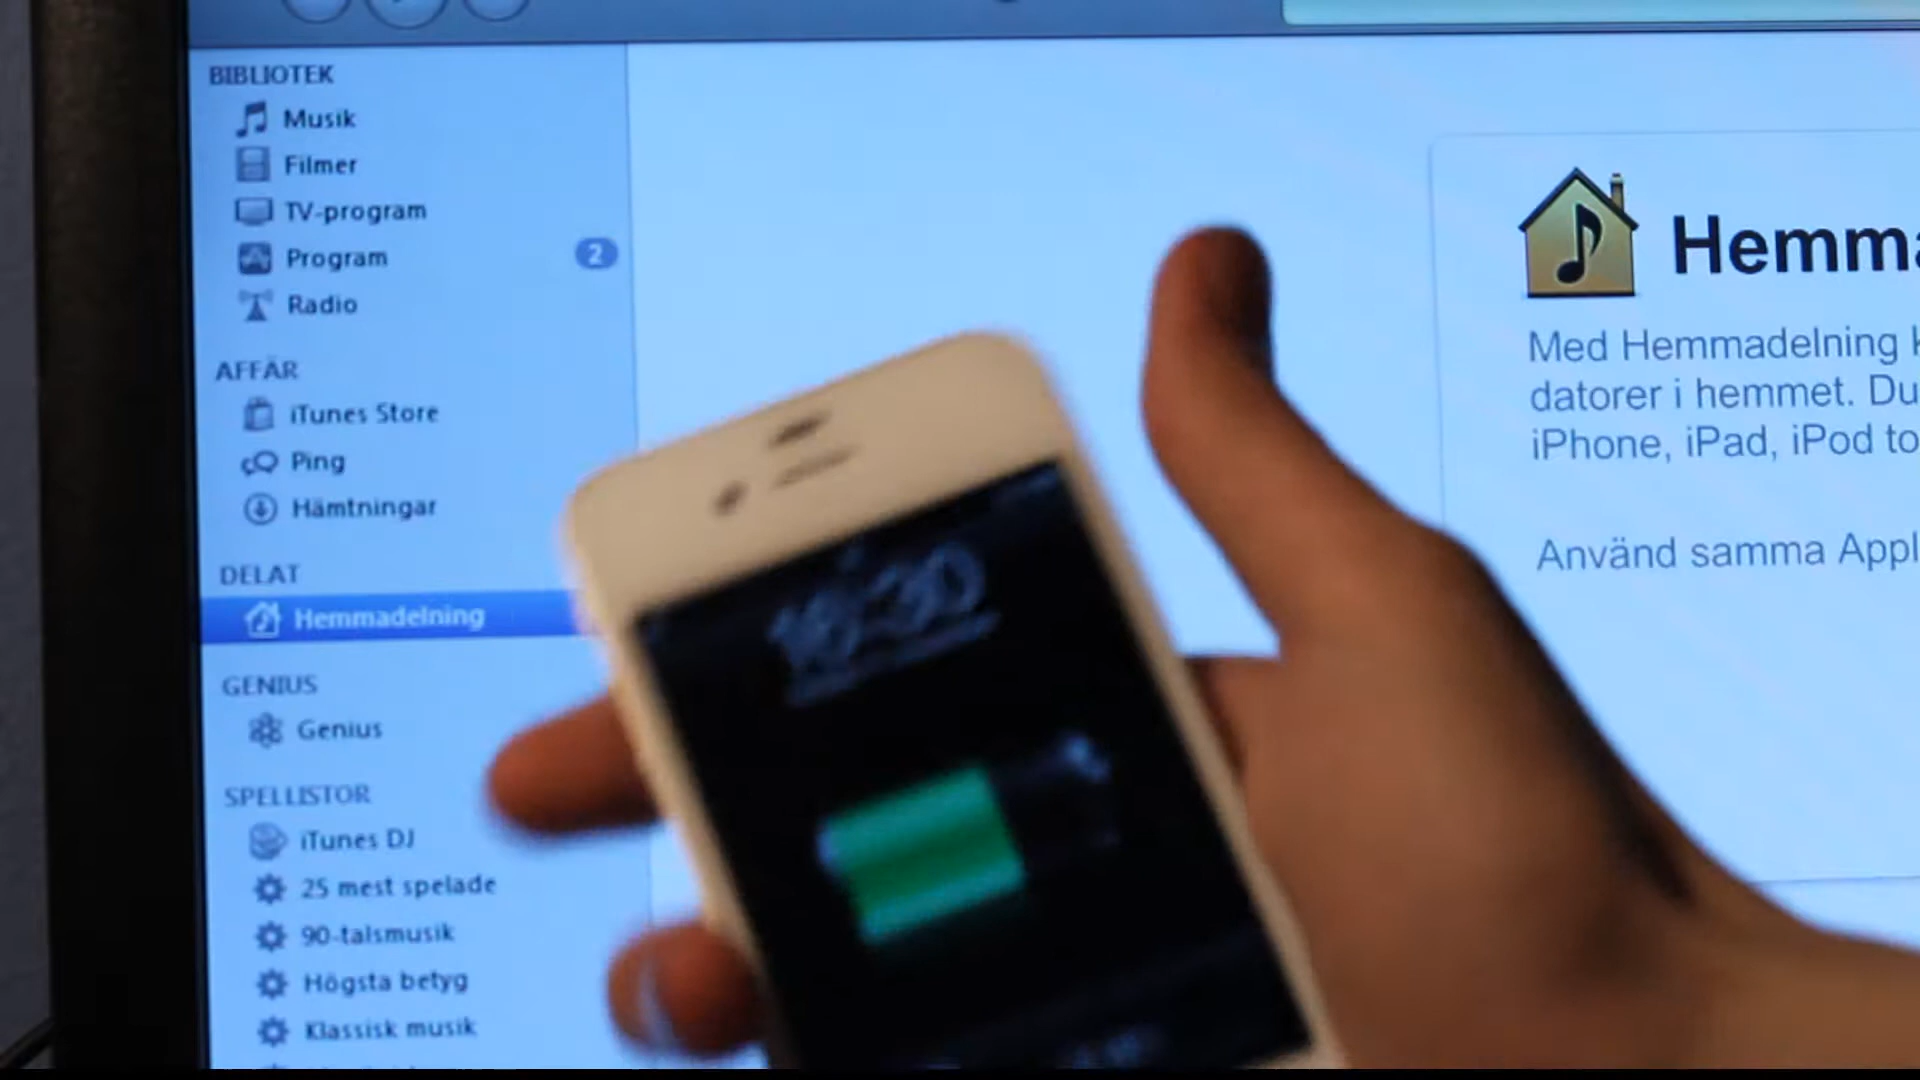 BIBLIOTEK
Musik
Filmer
TV-program
Program
2
Radio
AFFÄR
iTunes Store
Ping
Hämtningar
DELAT
Hemmadelning
GENIUS
Genius
SPELLISTOR
iTunes DJ
25 mest spelade
90-talsmusik
Högsta betyg
Klassisk musik
Hemma
Med Hemmadelning k
datorer i hemmet. Du
iPhone, iPad, iPod to
Använd samma Appl